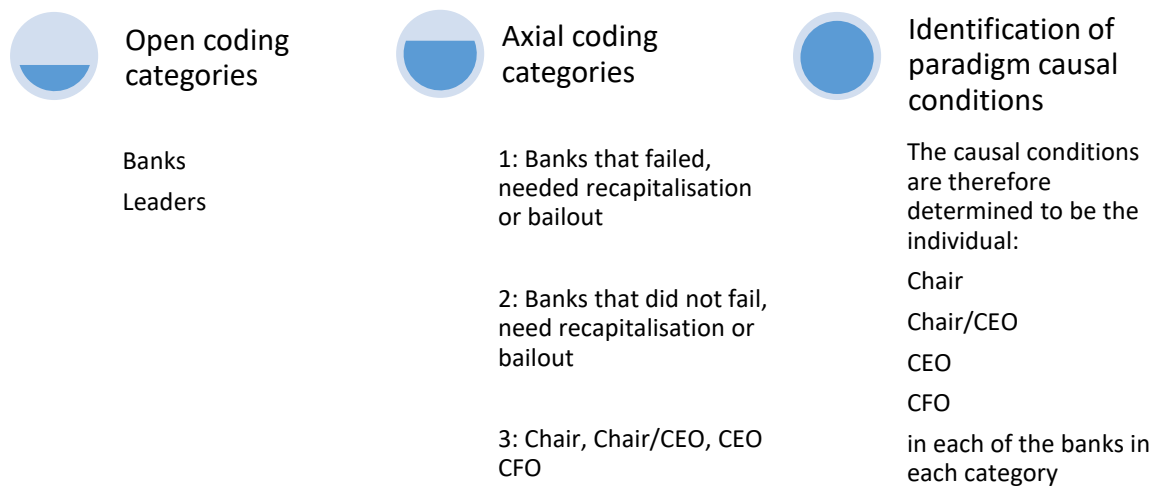 Open coding
categories
Banks
Leaders
Axial coding
categories
1: Banks that failed,
needed recapitalisation
or bailout
2: Banks that did not fail,
need recapitalisation or
bailout
3: Chair, Chair/CEO, CEO
CFO
Identification of
paradigm causal
conditions
The causal conditions
are therefore
determined to be the
individual:
Chair
Chair/CEO
CEO
CFO
in each of the banks in
each category